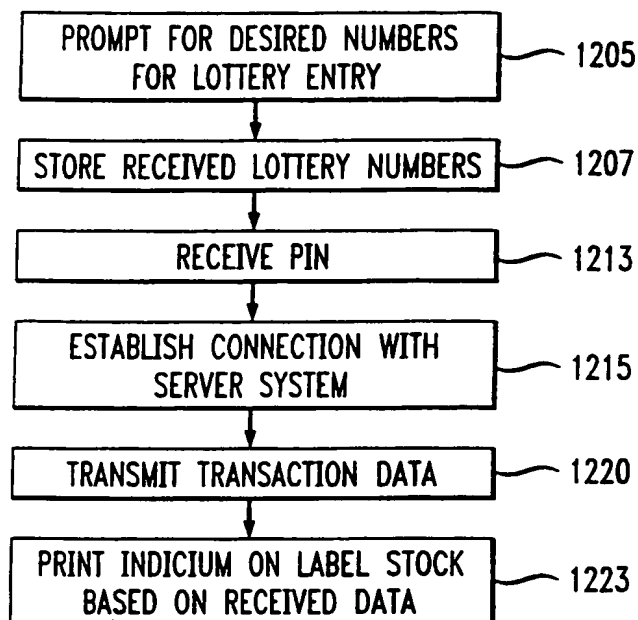 PROMPT FOR DESIRED NUMBERS
FOR LOTTERY ENTRY
1205
STORE RECEIVED LOTTERY NUMBERS
1207
RECEIVE PIN
1213
ESTABLISH CONNECTION WITH
SERVER SYSTEM
1215
TRANSMIT TRANSACTION DATA
1220
PRINT INDICIUM ON LABEL STOCK
BASED ON RECEIVED DATA
1223